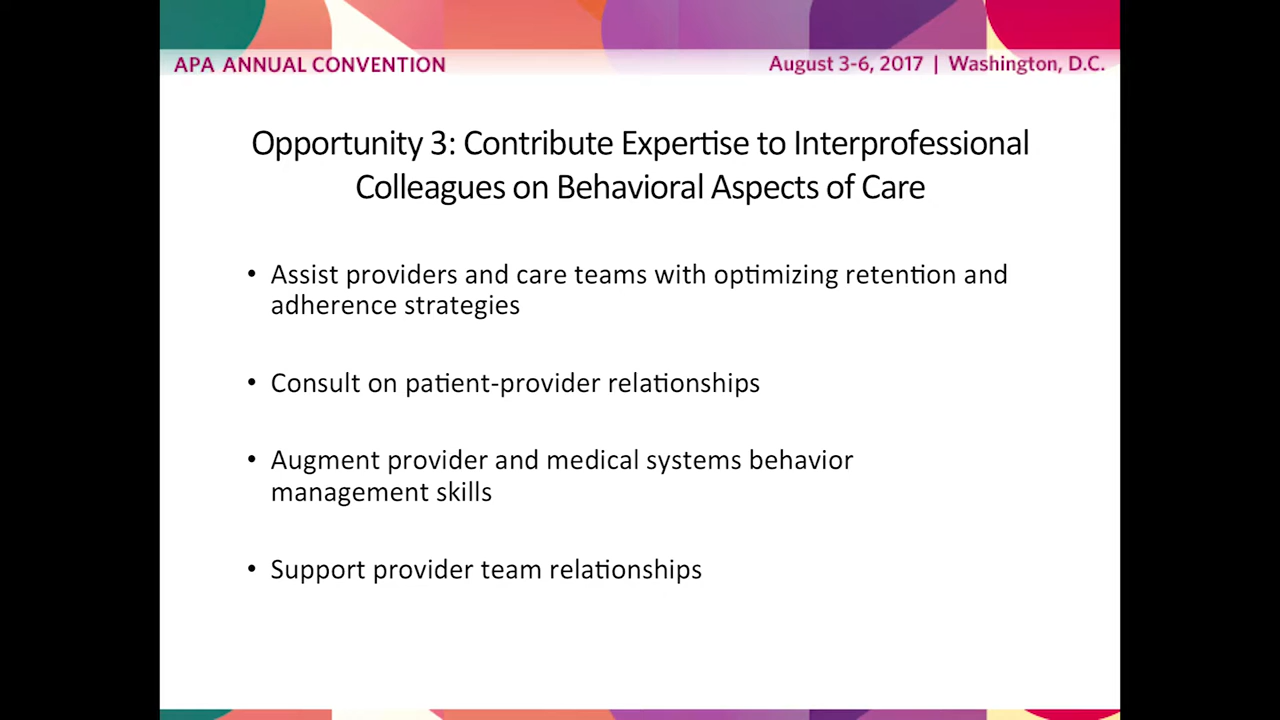 APA ANNUAL CONVENTION
August 3-6, 2017 | Washington, D.C.
Opportunity 3: Contribute Expertise to Interprofessional
Colleagues on Behavioral Aspects of Care
• Assist providers and care teams with optimizing retention and
adherence strategies
• Consult on patient-provider relationships
• Augment provider and medical systems behavior
management skills
• Support provider team relationships